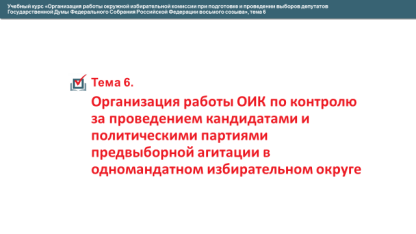 Учебный курс «Организация работы окружной избирательной комиссии при подготовке и проведении выборов депутатов
Государственной Думы Федерального Собрания Российской Федерации восьмого созыва», тема 6
Тема 6.
Организация работы ОИК по контролю
за проведением кандидатами и
политическими партиями
предвыборной агитации в
одномандатном избирательном округе